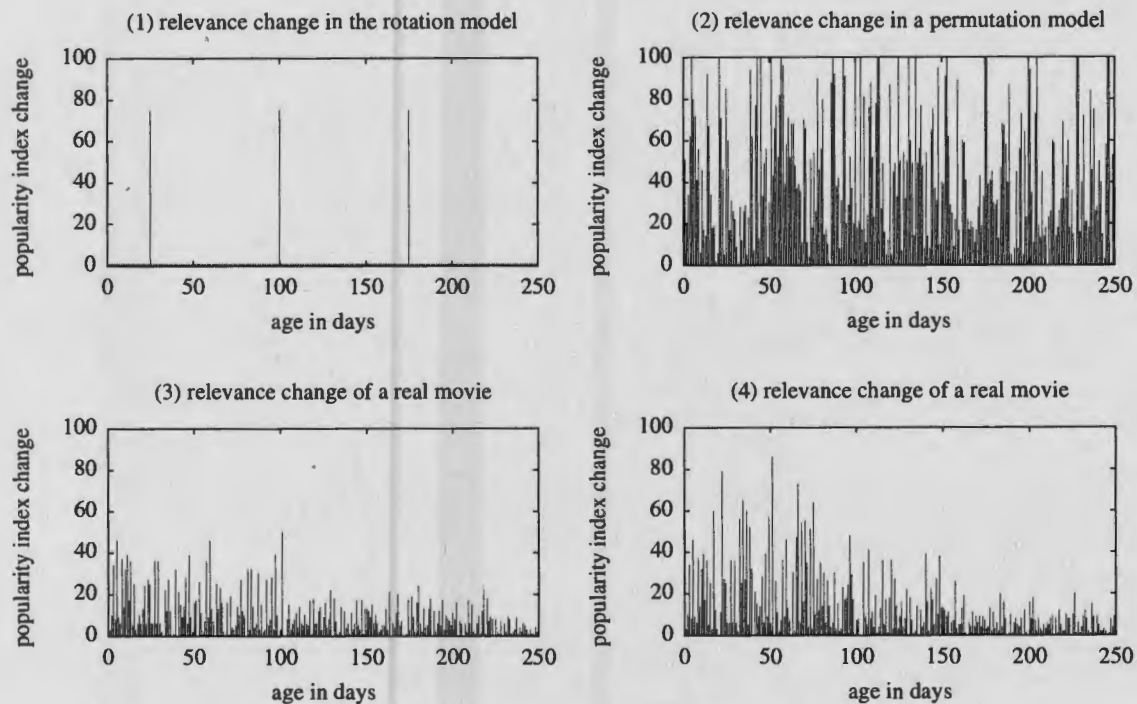 (1) relevance change in the rotation model
popularity index change
100
80
60
40
20
0
0 50 100 150 200 250
age in days
(2) relevance change in a permutation model
popularity index change
100
80
60
40
20
0
0 50 100 150 200 250
age in days
(3) relevance change of a real movie
popularity index change
100
80
60
40
20
0
0 50 100 150 200 250
age in days
(4) relevance change of a real movie
popularity index change
100
80
60
40
20
0
0 50 100 150 200 250
age in days